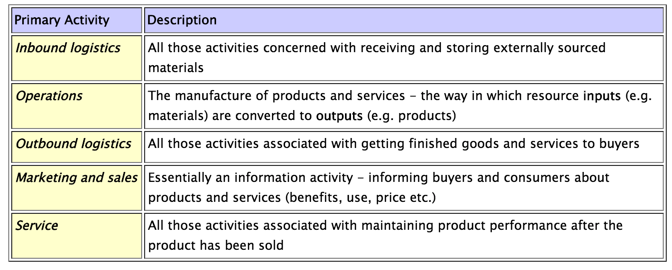 Primary Activity Description
Inbound logistics All those activities concerned with receiving and storing externally sourced
materials
Operations The manufacture of products and services – the way in which resource inputs (e.g.
materials) are converted to outputs (e.g. products)
Outbound logistics All those activities associated with getting finished goods and services to buyers
Marketing and sales Essentially an information activity – informing buyers and consumers about
products and services (benefits, use, price etc.)
Service All those activities associated with maintaining product performance after the
product has been sold